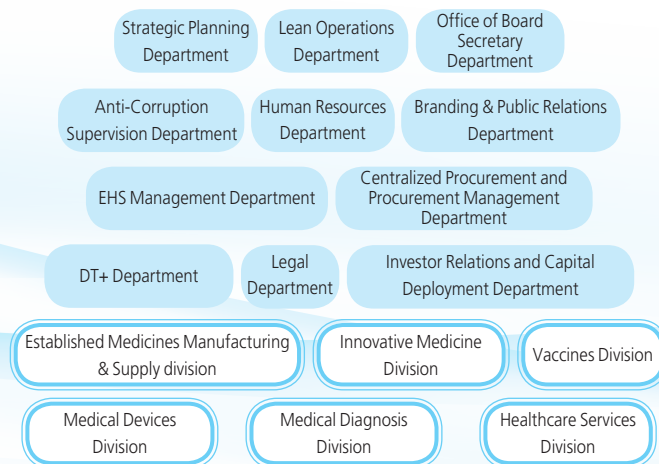 Strategic Planning
Department
Lean Operations
Department
Office of Board
Secretary
Department
Anti-Corruption
Supervision Department
Human Resources
Department
Branding & Public Relations
Department
EHS Management Department
Centralized Procurement and
Procurement Management
Department
DT+ Department
Legal
Department
Investor Relations and Capital
Deployment Department
Established Medicines Manufacturing
& Supply division
Innovative Medicine
Division
Vaccines Division
Medical Devices
Division
Medical Diagnosis
Division
Healthcare Services
Division